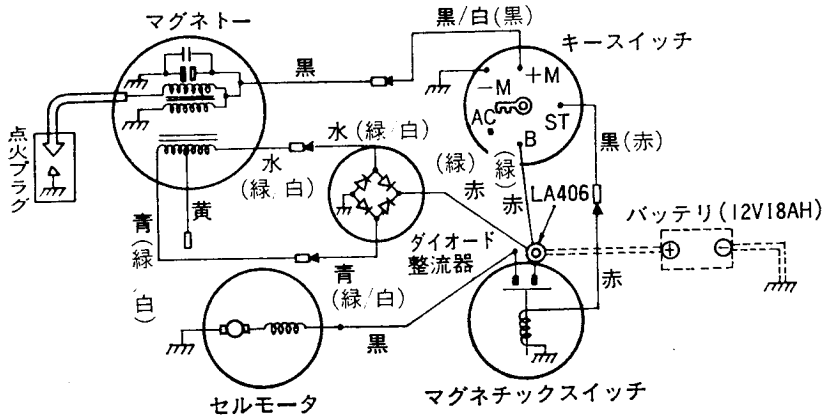 マグネトー
黒/白(黒)
キースイッチ
黒
－M
＋M
AC
ST
B
点火プラグ
水(緑/白)
水
(緑/白)
黄
青
(緑/白)
(緑)
赤
(緑)
赤
黒(赤)
LA406
バッテリ(12V18AH)
＋
－
ダイオード
整流器
青
(緑/白)
赤
黒
セルモータ
マグネチックスイッチ